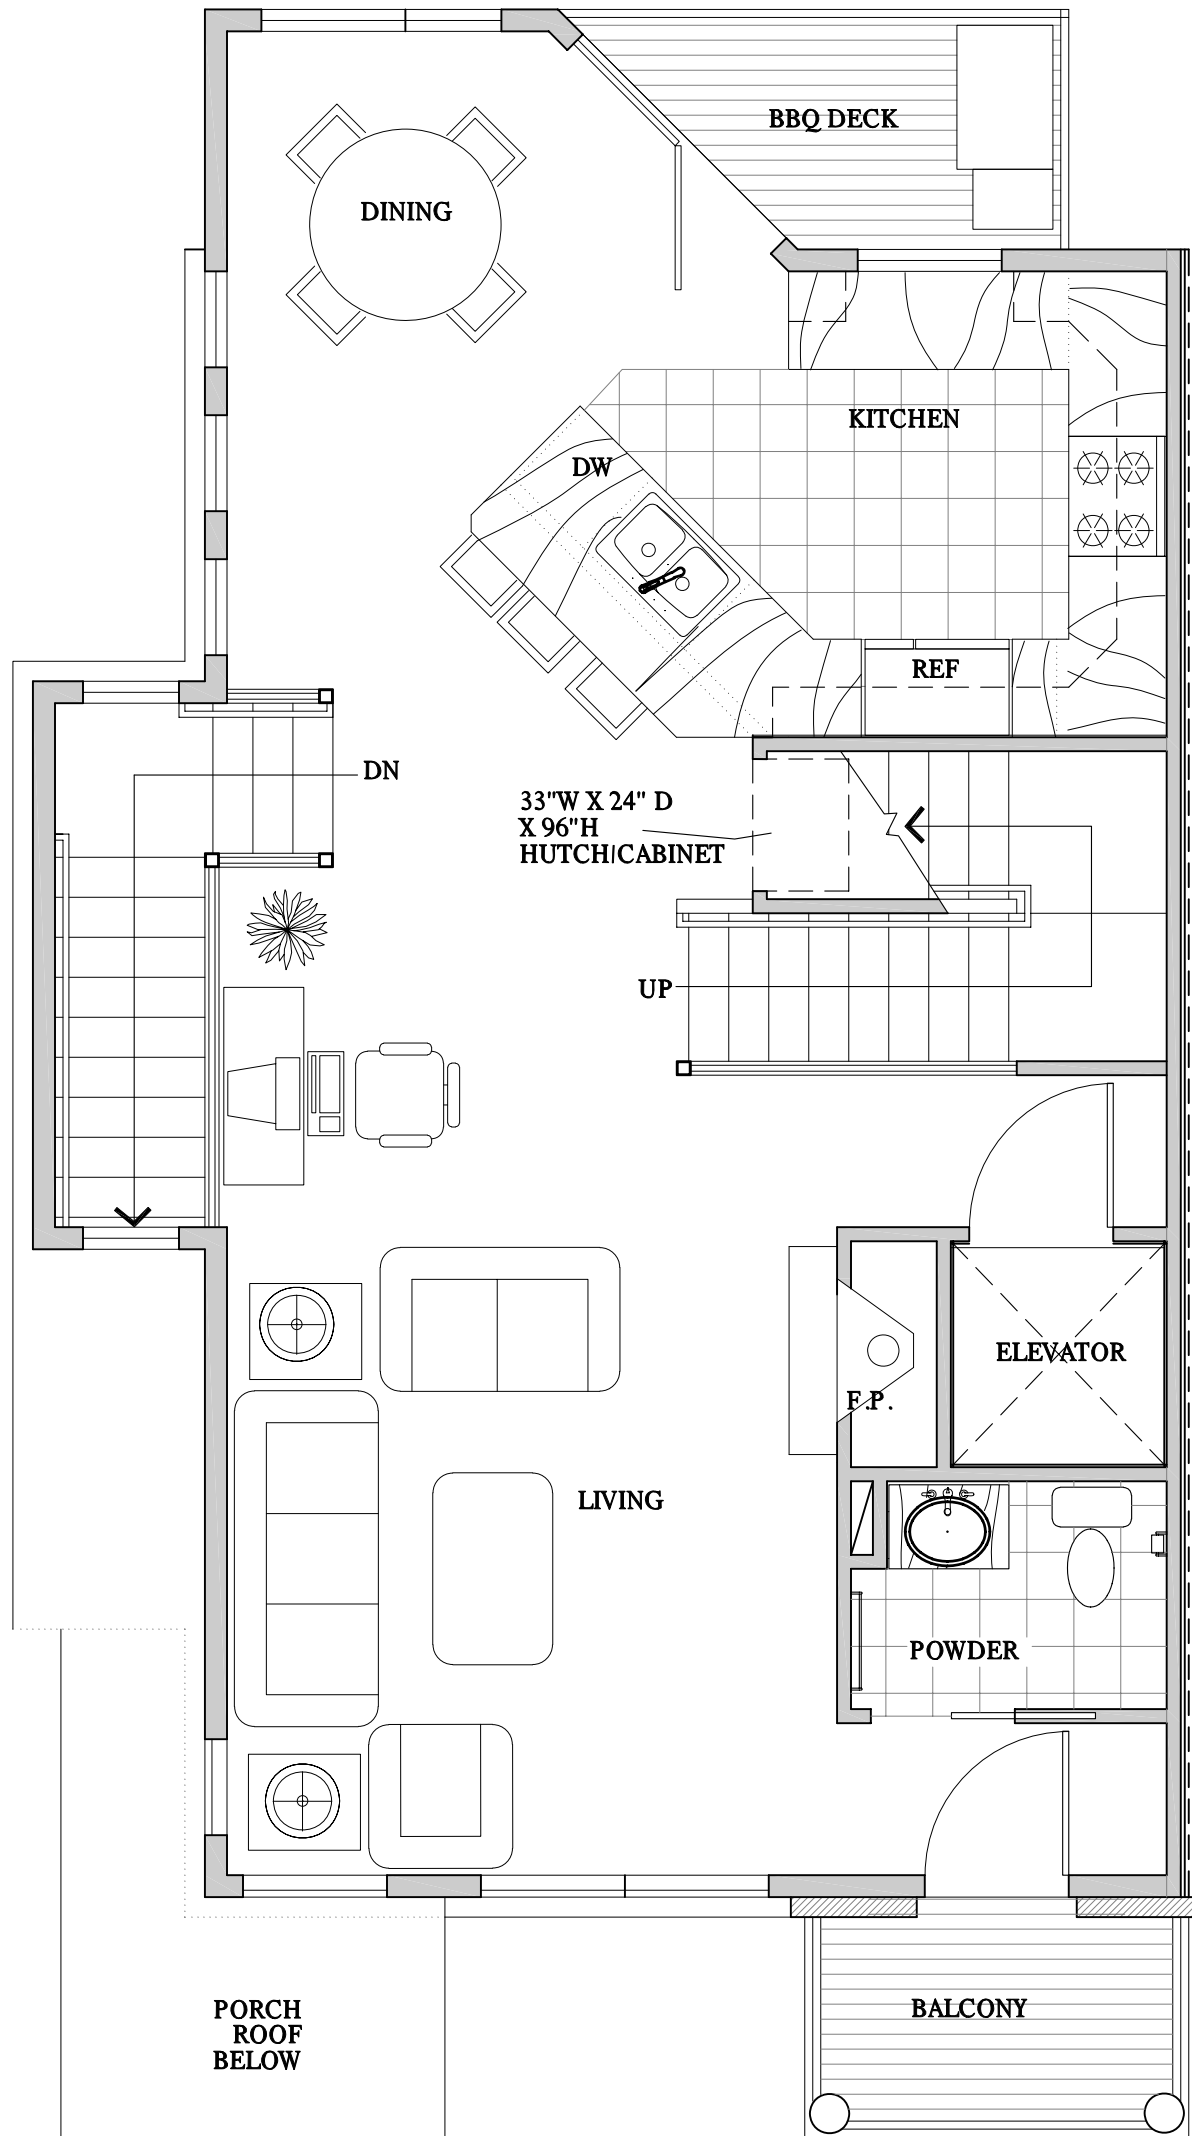 BBQ DECK
DINING
KITCHEN
DW
REF
DN
33"W X 24" D
X 96"H
HUTCH|CABINET
UP
ELEVATOR
F.P.
LIVING
POWDER
PORCH
ROOF
BELOW
BALCONY